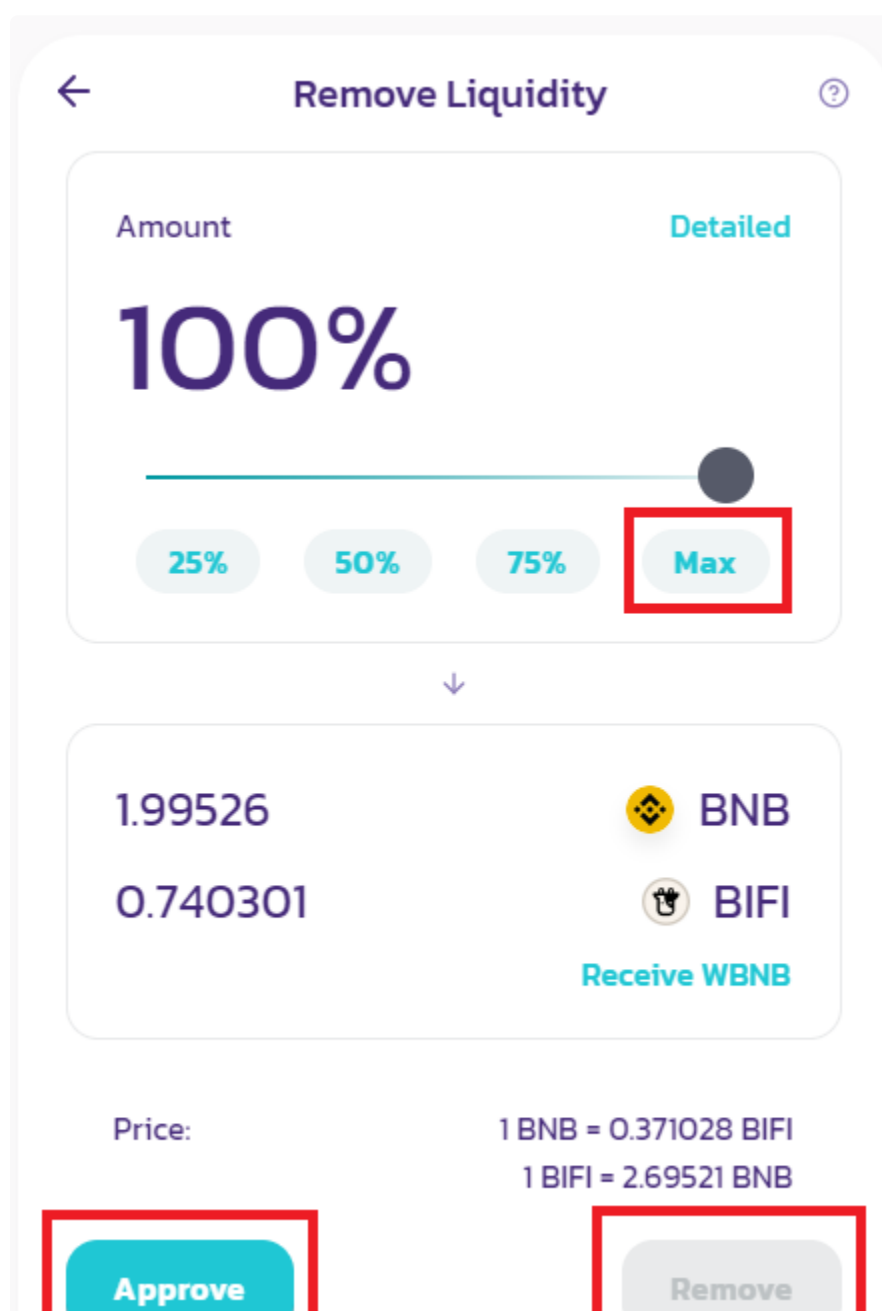 Remove Liquidity
Amount Detailed
100%
25% 50% 75% Max
1.99526 BNB
0.740301 BIFI
Receive WBNB
Price: 1 BNB = 0.371028 BIFI
1 BIFI = 2.69521 BNB
Approve Remove